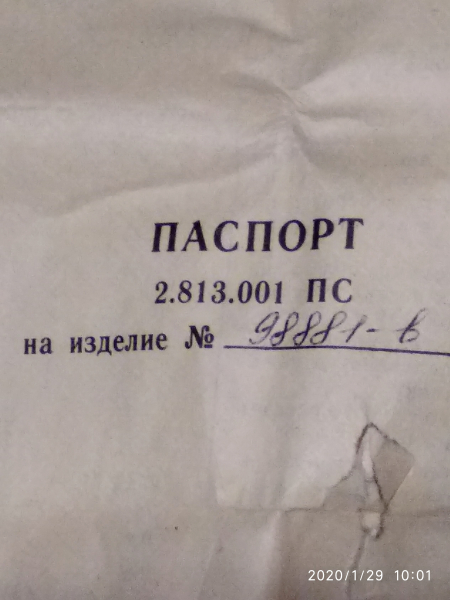 ПАСПОРТ
2.813.001 ПС
на изделие № 98881-в
2020/1/29 10:01